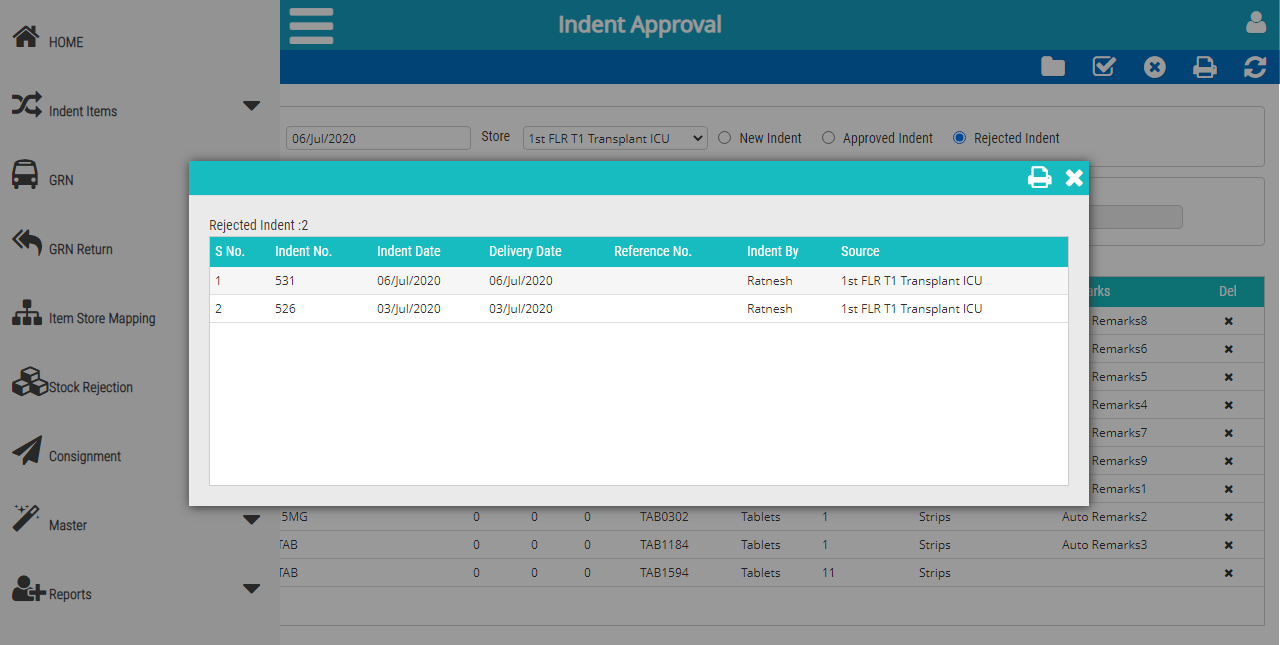 HOME
Indent Items
GRN
GRN Return
Item Store Mapping
Stock Rejection
Consignment
Master
Reports
Indent Approval
06/Jul/2020 Store 1st FLR T1 Transplant ICU New Indent Approved Indent Rejected Indent
Rejected Indent :2
S No. Indent No. Indent Date Delivery Date Reference No. Indent By Source
1 531 06/Jul/2020 06/Jul/2020 Ratnesh 1st FLR T1 Transplant ICU
2 526 03/Jul/2020 03/Jul/2020 Ratnesh 1st FLR T1 Transplant ICU
arks Del
Remarks8
Remarks6
Remarks5
Remarks4
Remarks7
Remarks9
Remarks1
5MG 0 0 0 TAB0302 Tablets 1 Strips Auto Remarks2
TAB 0 0 0 TAB1184 Tablets 1 Strips Auto Remarks3
TAB 0 0 0 TAB1594 Tablets 11 Strips